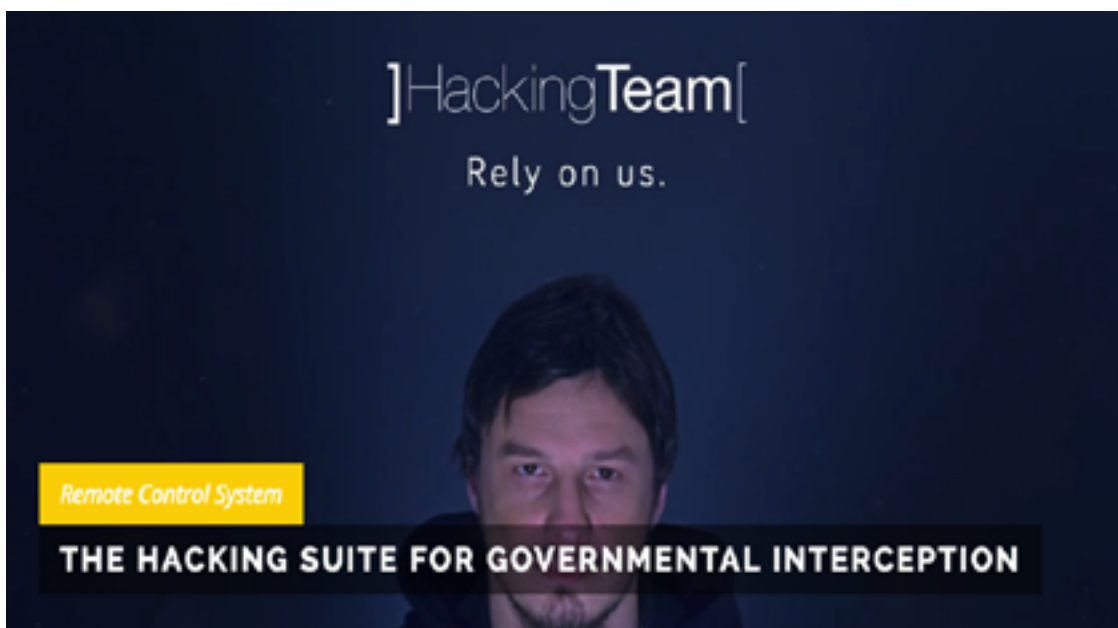 ]HackingTeam[
Rely on us.
Remote Control System
THE HACKING SUITE FOR GOVERNMENTAL INTERCEPTION